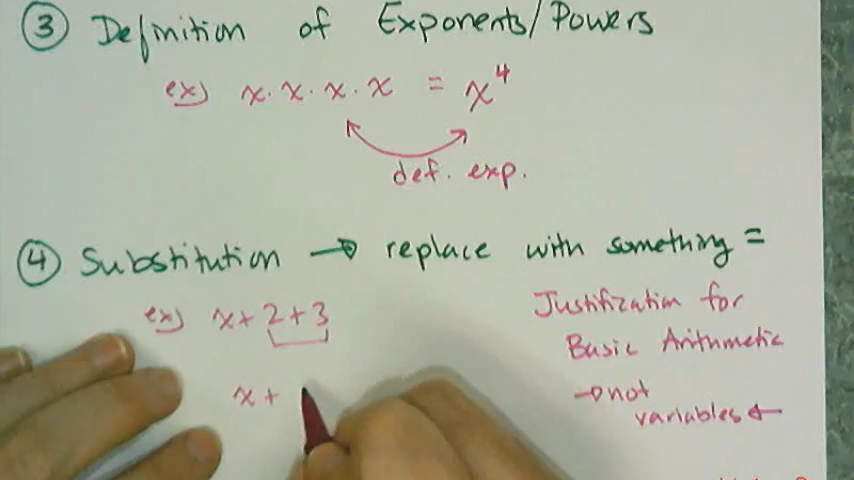 ③ Definition of Exponents/Powers
ex) x · x · x · x = x⁴
def. exp.
④ Substitution → replace with something =
ex) x + 2 + 3
Justification for
Basic Arithmetic
x +
→ not
variables ←